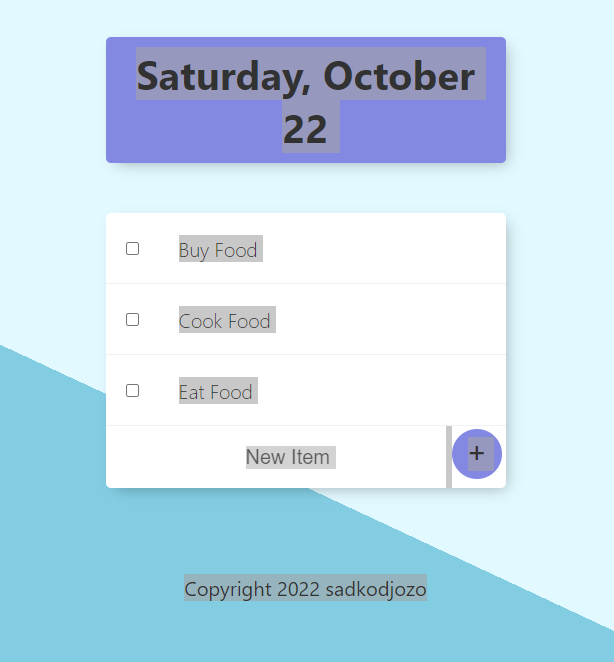 Saturday, October
22
Buy Food
Cook Food
Eat Food
New Item
+
Copyright 2022 sadkodjozo